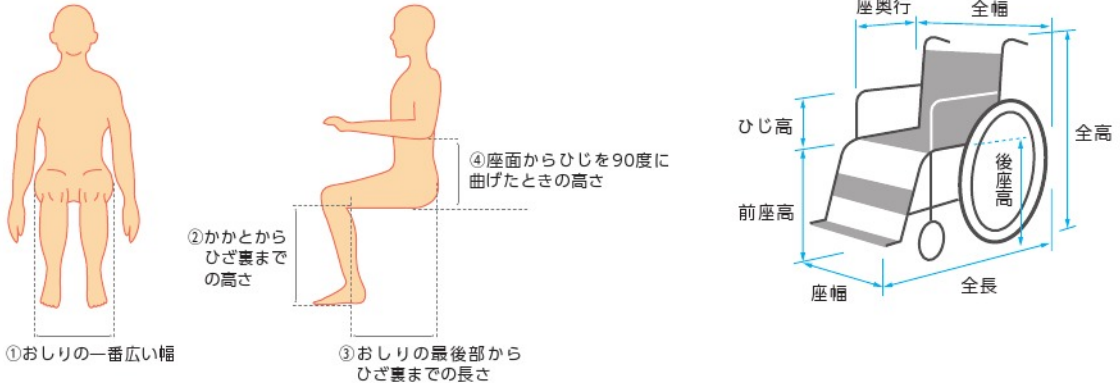 ①おしりの一番広い幅
②かかとから
ひざ裏まで
の高さ
③おしりの最後部から
ひざ裏までの長さ
④座面からひじを90度に
曲げたときの高さ
座奥行
全幅
ひじ高
全高
後座高
前座高
座幅
全長